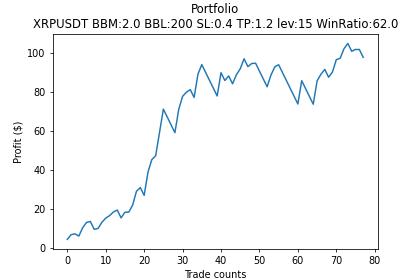 Portfolio
XRPUSDT BBM:2.0 BBL:200 SL:0.4 TP:1.2 lev:15 WinRatio:62.0
Profit ($)
100
80
60
40
20
0
0 10 20 30 40 50 60 70 80
Trade counts